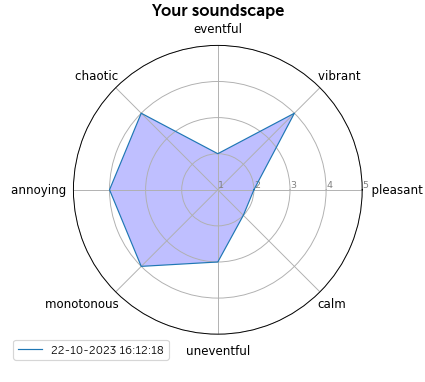 Your soundscape
eventful
chaotic
vibrant
annoying
1 2 3 4 5
pleasant
monotonous
calm
uneventful
22-10-2023 16:12:18